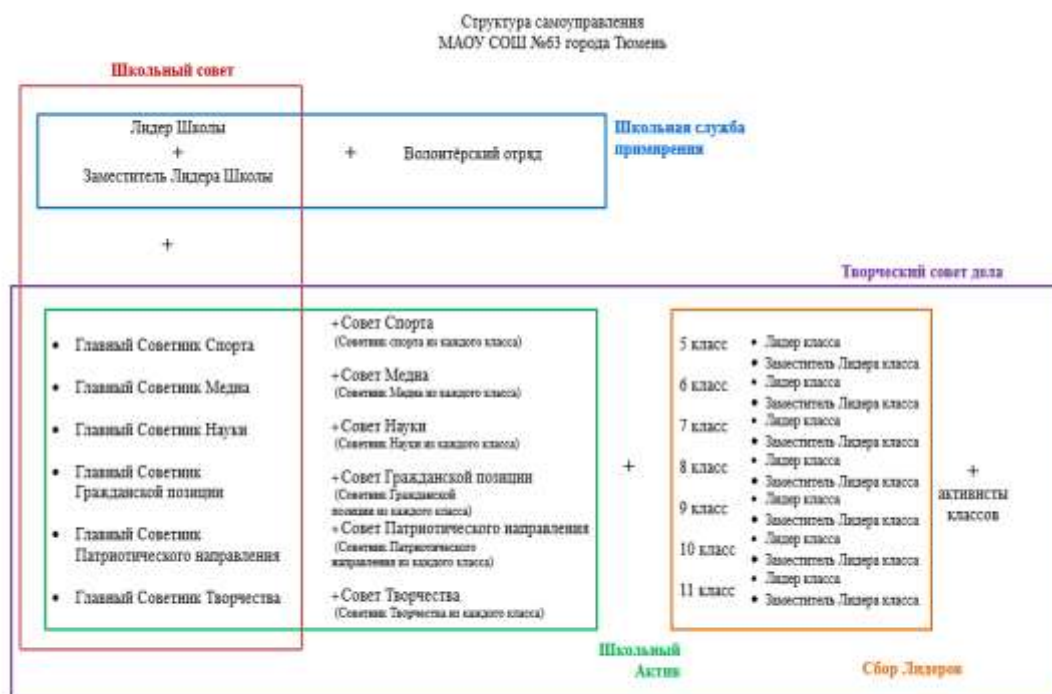 Структура самоуправления
МАОУ СОШ №63 города Тюмень
Школьный совет
Лидер Школы
+
Заместитель Лидера Школы
+
Волонтёрский отряд
Школьная служба
примирения
+
Творческий совет дела
• Главный Советник Спорта
• Главный Советник Медиа
• Главный Советник Науки
• Главный Советник
Гражданской позиции
• Главный Советник
Патриотического направления
• Главный Советник Творчества
+Совет Спорта
(Советник спорта из каждого класса)
+Совет Медиа
(Советник Медиа из каждого класса)
+Совет Науки
(Советник Науки из каждого класса)
+Совет Гражданской позиции
(Советник Гражданской
позиции из каждого класса)
+Совет Патриотического направления
(Советник Патриотического
направления из каждого класса)
+Совет Творчества
(Советник Творчества из каждого класса)
Школьный
Актив
+
5 класс
• Лидер класса
• Заместитель Лидера класса
6 класс
• Лидер класса
• Заместитель Лидера класса
7 класс
• Лидер класса
• Заместитель Лидера класса
8 класс
• Лидер класса
• Заместитель Лидера класса
9 класс
• Лидер класса
• Заместитель Лидера класса
10 класс
• Лидер класса
• Заместитель Лидера класса
11 класс
• Лидер класса
• Заместитель Лидера класса
Сбор Лидеров
+
активисты
классов